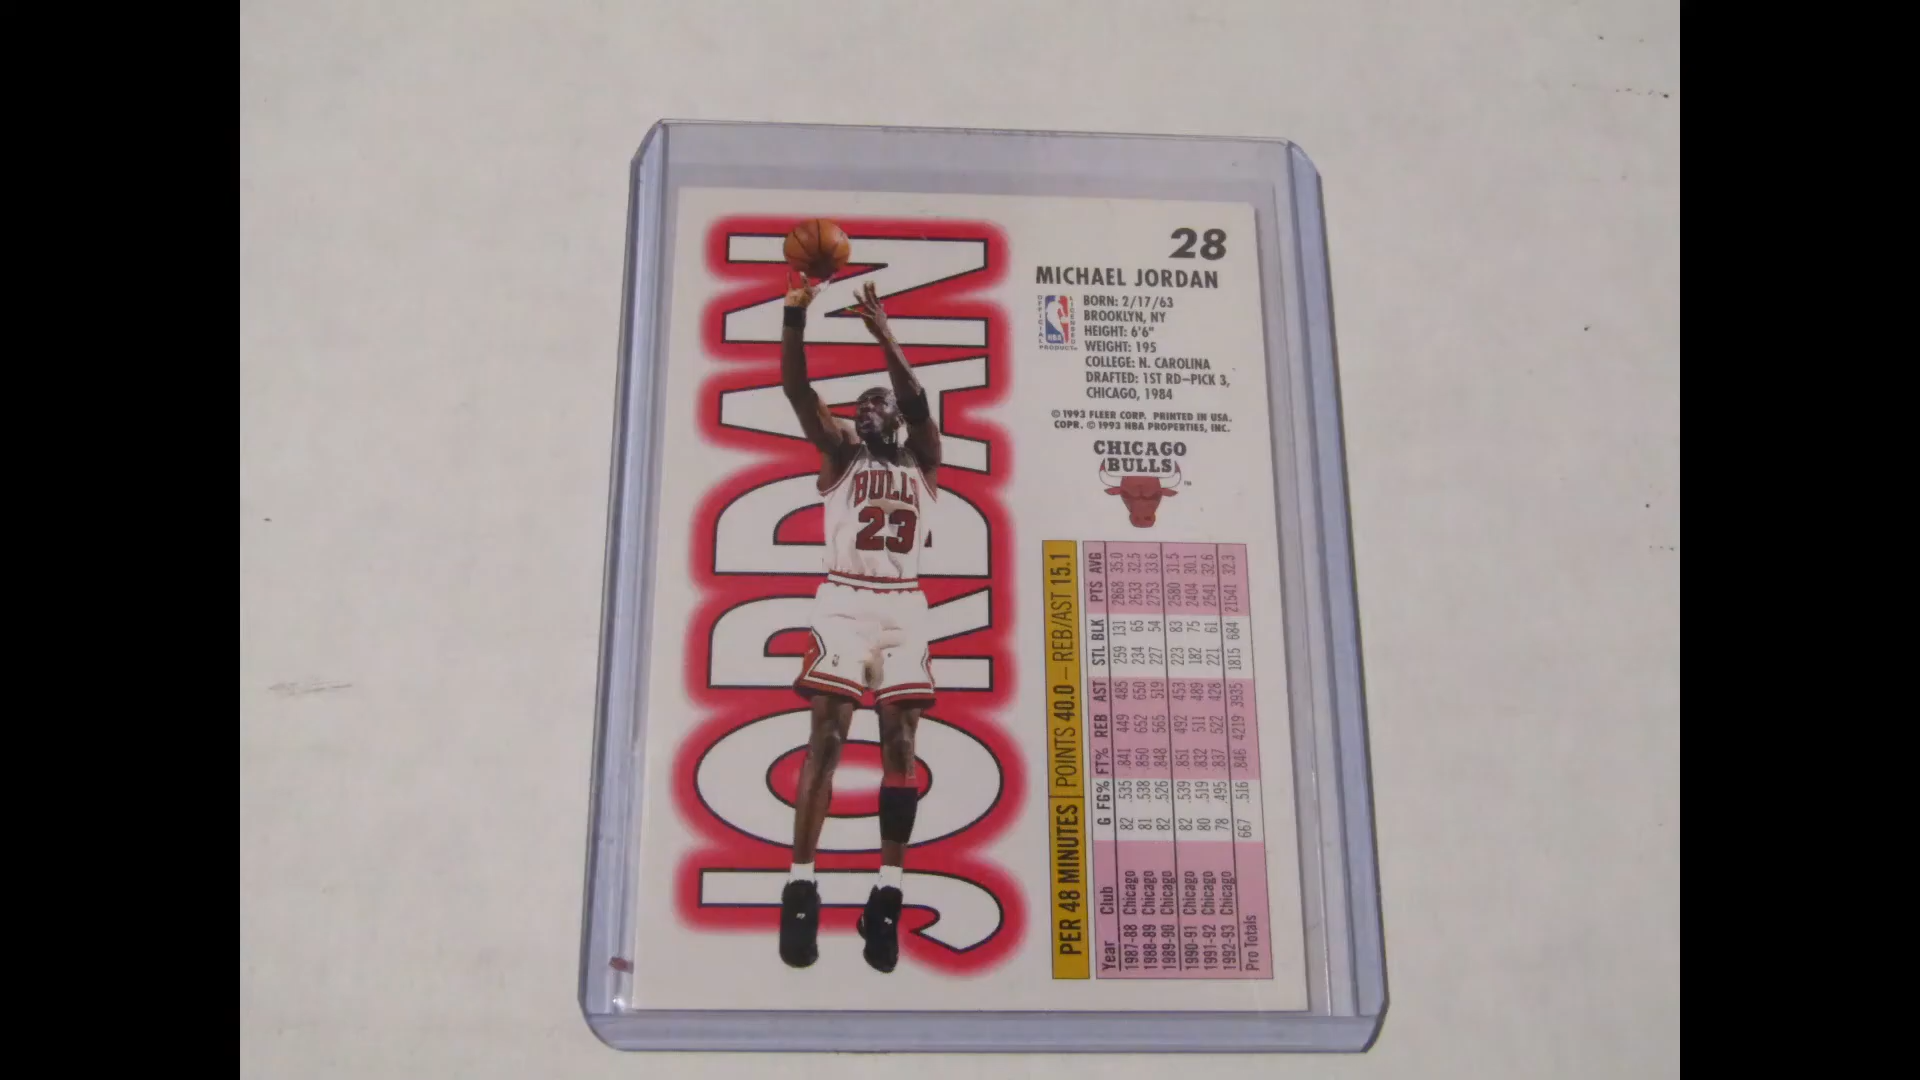 28
MICHAEL JORDAN
OFFICIAL LICENSED
NBA
PRODUCT™
BORN: 2/17/63
BROOKLYN, NY
HEIGHT: 6'6"
WEIGHT: 195
COLLEGE: N. CAROLINA
DRAFTED: 1ST RD–PICK 3,
CHICAGO, 1984
© 1993 FLEER CORP. PRINTED IN USA.
COPR. © 1993 NBA PROPERTIES, INC.
CHICAGO
BULLS
™
JORDAN
BULLS
23
PER 48 MINUTES POINTS 40.0 – REB/AST 15.1
Year Club G FG% FT% REB AST STL BLK PTS AVG
1987-88 Chicago 82 .535 .841 449 485 259 131 2868 35.0
1988-89 Chicago 81 .538 .850 652 650 234 65 2633 32.5
1989-90 Chicago 82 .526 .848 565 519 227 54 2753 33.6
1990-91 Chicago 82 .539 .851 492 453 223 83 2580 31.5
1991-92 Chicago 80 .519 .832 511 489 182 75 2404 30.1
1992-93 Chicago 78 .495 .837 522 428 221 61 2541 32.6
Pro Totals 667 .516 .846 4219 3935 1815 684 21541 32.3